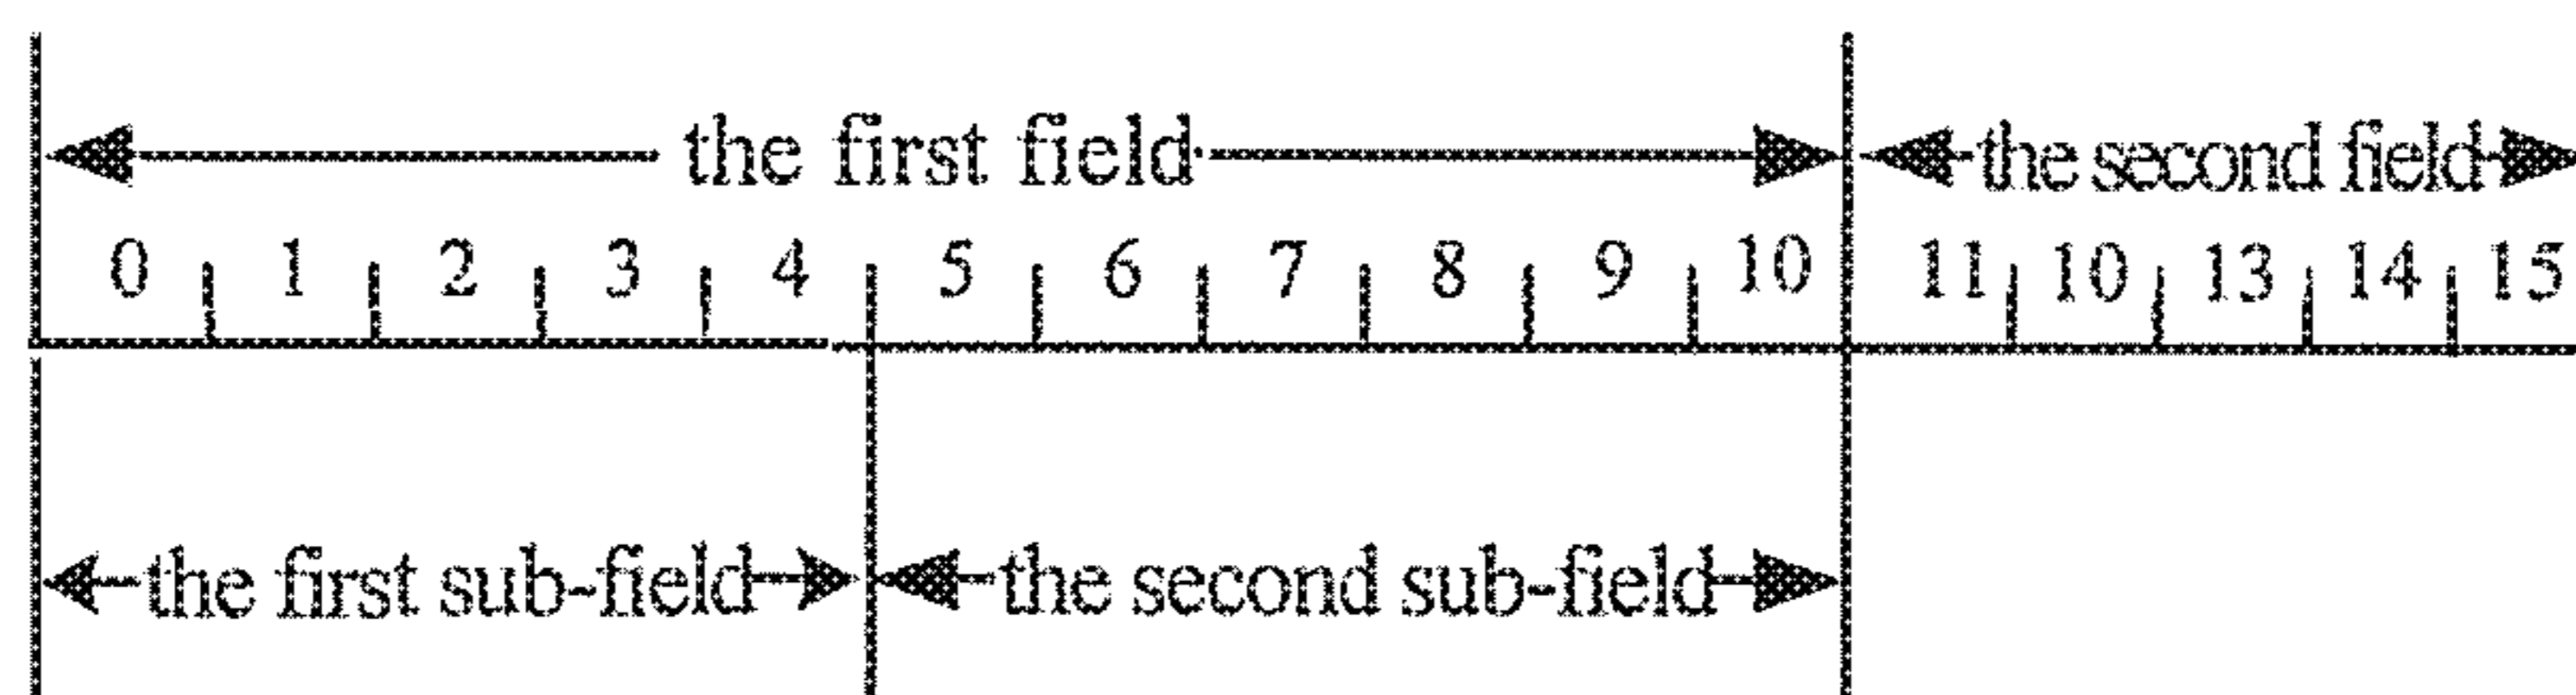 the first field the second field
0 1 2 3 4 5 6 7 8 9 10 11 10 13 14 15
the first sub-field the second sub-field